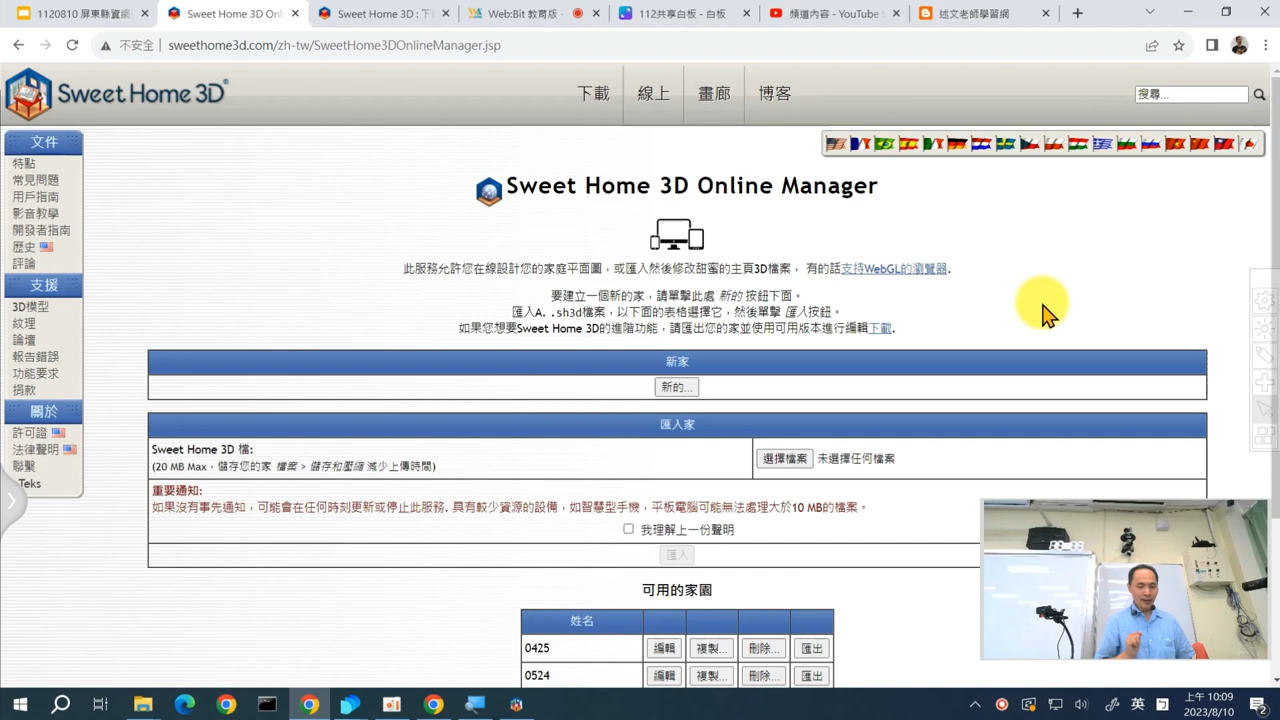 1120810 屏東縣資網
Sweet Home 3D Onl
Sweet Home 3D : 下
Web:Bit 教育版 -
112共享白板 - 白板
頻道內容 - YouTube S
述文老師學習網
不安全
sweethome3d.com/zh-tw/SweetHome3DOnlineManager.jsp
Sweet Home 3D®
下載
線上
畫廊
博客
搜尋...
文件
特點
常見問題
用戶指南
影音教學
開發者指南
歷史
評論
支援
3D模型
紋理
論壇
報告錯誤
功能要求
捐款
關於
許可證
法律聲明
聯繫
Teks
Sweet Home 3D Online Manager
此服務允許您在線設計您的家庭平面圖，或匯入然後修改甜蜜的主頁3D檔案， 有的話支持WebGL的瀏覽器.
要建立一個新的家，請單擊此處 新的 按鈕下面。
匯入A. .sh3d檔案，以下面的表格選擇它，然後單擊 匯入按鈕。
如果您想要Sweet Home 3D的進階功能，請匯出您的家並使用可用版本進行編輯下載.
新家
新的...
匯入家
Sweet Home 3D 檔:
(20 MB Max，儲存您的家 檔案 > 儲存和壓縮 減少上傳時間)
選擇檔案 未選擇任何檔案
重要通知:
如果沒有事先通知，可能會在任何時刻更新或停止此服務. 具有較少資源的設備，如智慧型手機，平板電腦可能無法處理大於10 MB的檔案。
我理解上一份聲明
匯入
可用的家園
姓名
0425 編輯 複製... 刪除... 匯出
0524 編輯 複製... 刪除... 匯出
英
上午 10:09
2023/8/10
2